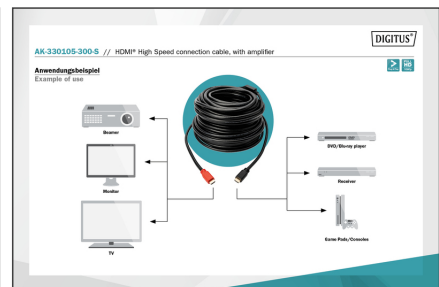 DIGITUS®
AK-330105-300-S // HDMI® High Speed connection cable, with amplifier
Anwendungsbeispiel
Example of use
HD
Beamer
Monitor
TV
DVD/Blu-ray player
Receiver
Game Pads/Consoles